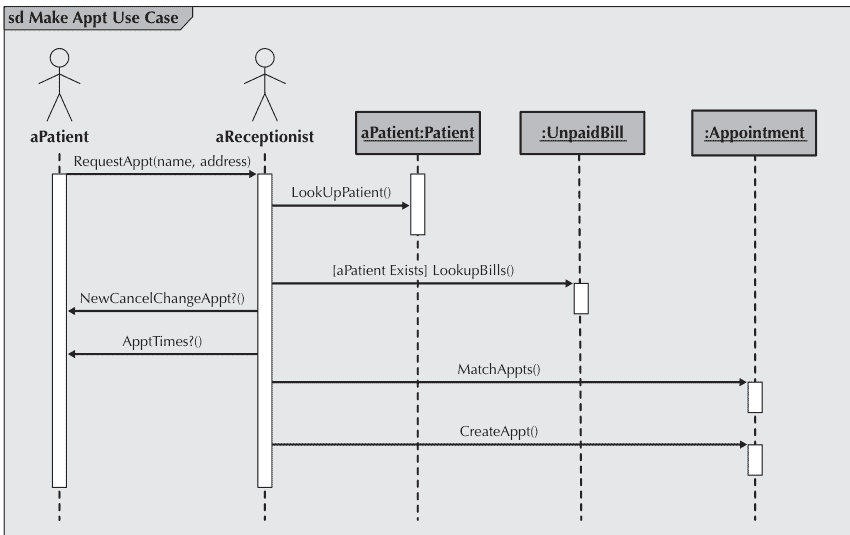 sd Make Appt Use Case
aPatient
aReceptionist
aPatient:Patient
:UnpaidBill
:Appointment
RequestAppt(name, address)
LookUpPatient()
[aPatient Exists] LookupBills()
NewCancelChangeAppt?()
ApptTimes?()
MatchAppts()
CreateAppt()